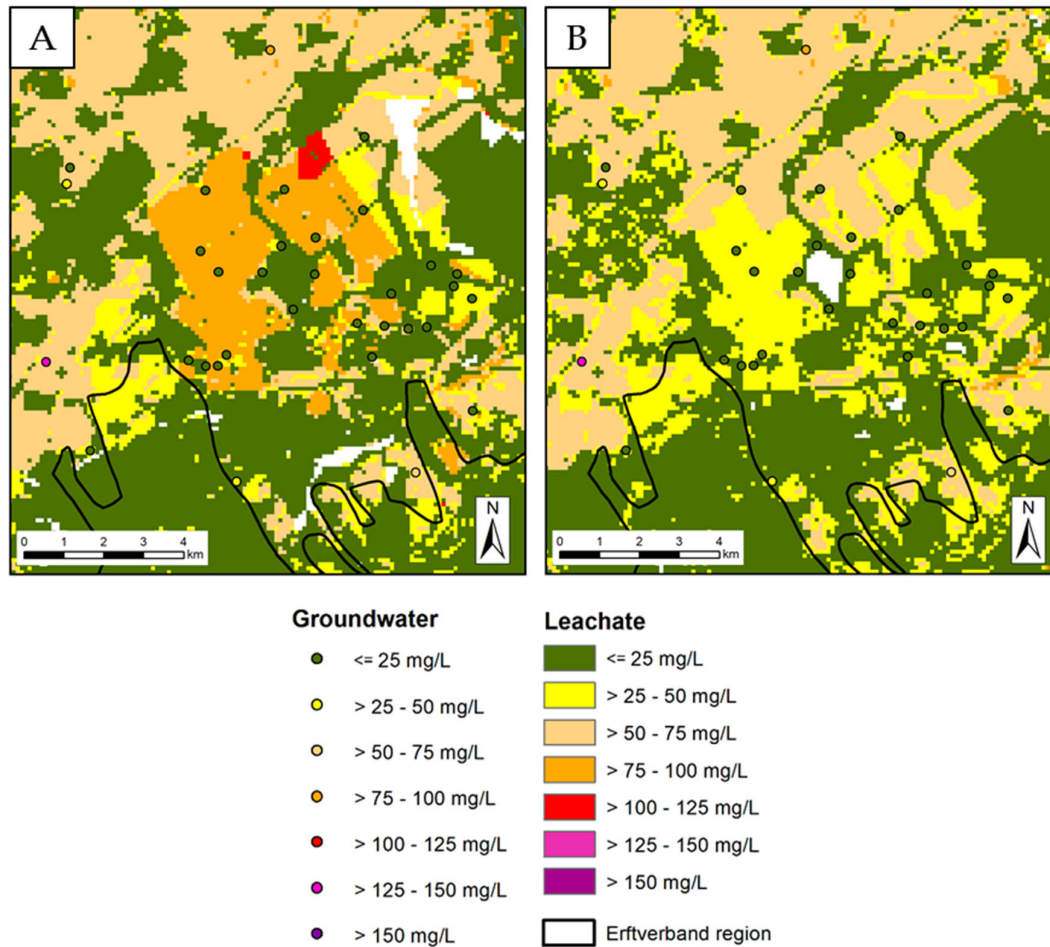 A
B
N
N
0 1 2 3 4
km
0 1 2 3 4
km
Groundwater
<= 25 mg/L
> 25 - 50 mg/L
> 50 - 75 mg/L
> 75 - 100 mg/L
> 100 - 125 mg/L
> 125 - 150 mg/L
> 150 mg/L
Leachate
<= 25 mg/L
> 25 - 50 mg/L
> 50 - 75 mg/L
> 75 - 100 mg/L
> 100 - 125 mg/L
> 125 - 150 mg/L
> 150 mg/L
Erftverband region